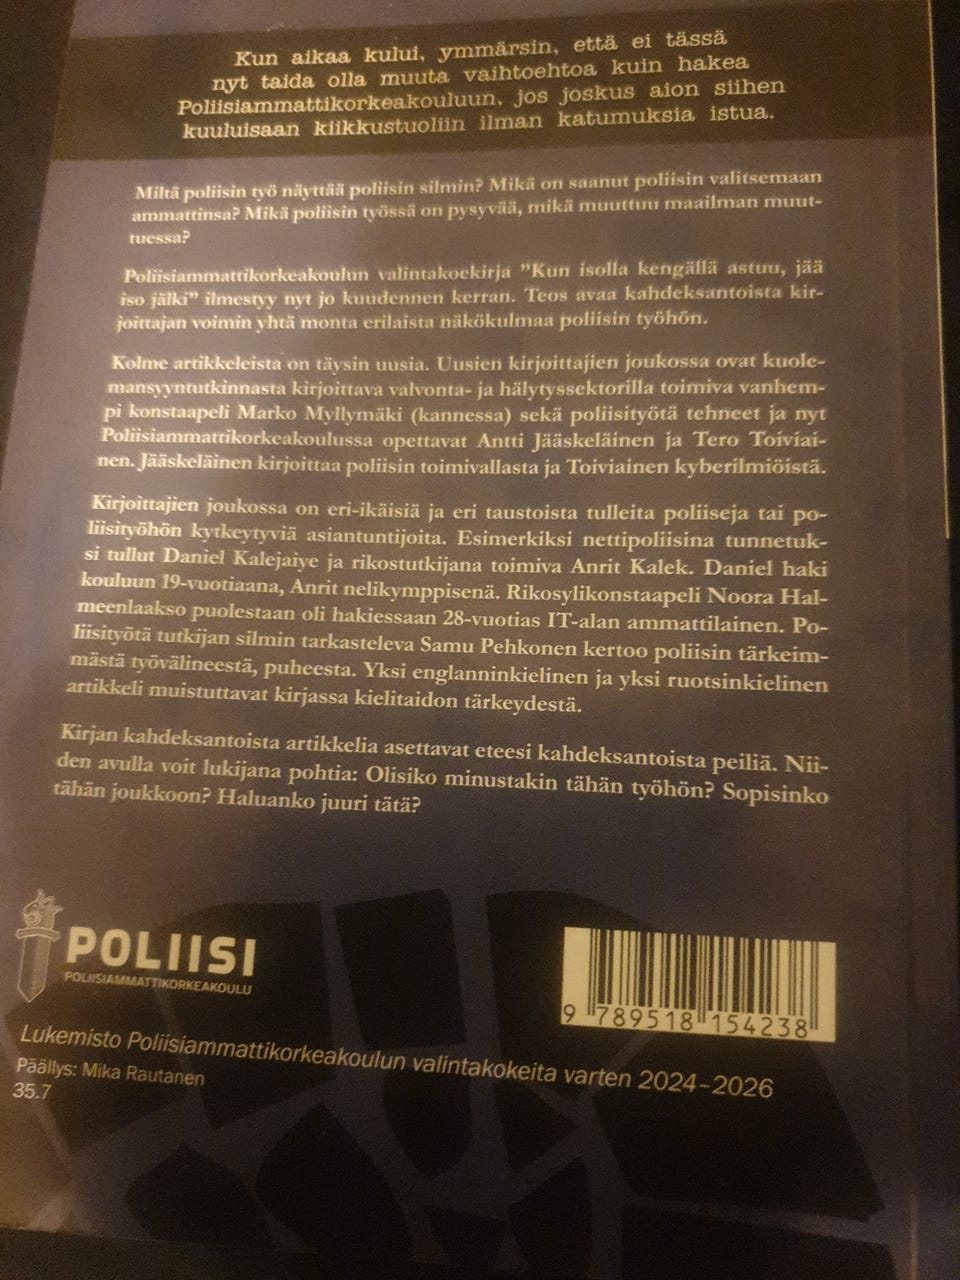 Kun aikaa kului, ymmärsin, että ei tässä
nyt taida olla muuta vaihtoehtoa kuin hakea
Poliisiammattikorkeakouluun, jos joskus aion siihen
kuuluisaan kiikkustuoliin ilman katumuksia istua.
Miltä poliisin työ näyttää poliisin silmin? Mikä on saanut poliisin valitsemaan
ammattinsa? Mikä poliisin työssä on pysyvää, mikä muuttuu maailman muut-
tuessa?
Poliisiammattikorkeakoulun valintakoekirja ”Kun isolla kengällä astuu, jää
iso jälki” ilmestyy nyt jo kuudennen kerran. Teos avaa kahdeksantoista kir-
joittajan voimin yhtä monta erilaista näkökulmaa poliisin työhön.
Kolme artikkeleista on täysin uusia. Uusien kirjoittajien joukossa ovat kuole-
mansyyntutkinnasta kirjoittava valvonta- ja hälytyssektorilla toimiva vanhem-
pi konstaapeli Marko Myllymäki (kannessa) sekä poliisityötä tehneet ja nyt
Poliisiammattikorkeakoulussa opettavat Antti Jääskeläinen ja Tero Toiviai-
nen. Jääskeläinen kirjoittaa poliisin toimivallasta ja Toiviainen kyberilmiöistä.
Kirjoittajien joukossa on eri-ikäisiä ja eri taustoista tulleita poliiseja tai po-
liisityöhön kytkeytyviä asiantuntijoita. Esimerkiksi nettipoliisina tunnetuk-
si tullut Daniel Kalejaiye ja rikostutkijana toimiva Anrit Kalek. Daniel haki
kouluun 19-vuotiaana, Anrit nelikymppisenä. Rikosylikonstaapeli Noora Hal-
meenlaakso puolestaan oli hakiessaan 28-vuotias IT-alan ammattilainen. Po-
liisityötä tutkijan silmin tarkasteleva Samu Pehkonen kertoo poliisin tärkeim-
mästä työvälineestä, puheesta. Yksi englanninkielinen ja yksi ruotsinkielinen
artikkeli muistuttavat kirjassa kielitaidon tärkeydestä.
Kirjan kahdeksantoista artikkelia asettavat eteesi kahdeksantoista peiliä. Nii-
den avulla voit lukijana pohtia: Olisiko minustakin tähän työhön? Sopisinko
tähän joukkoon? Haluanko juuri tätä?
POLIISI
POLIISIAMMATTIKORKEAKOULU
9 789518 154238
Lukemisto Poliisiammattikorkeakoulun valintakokeita varten 2024–2026
Päällys: Mika Rautanen
35.7